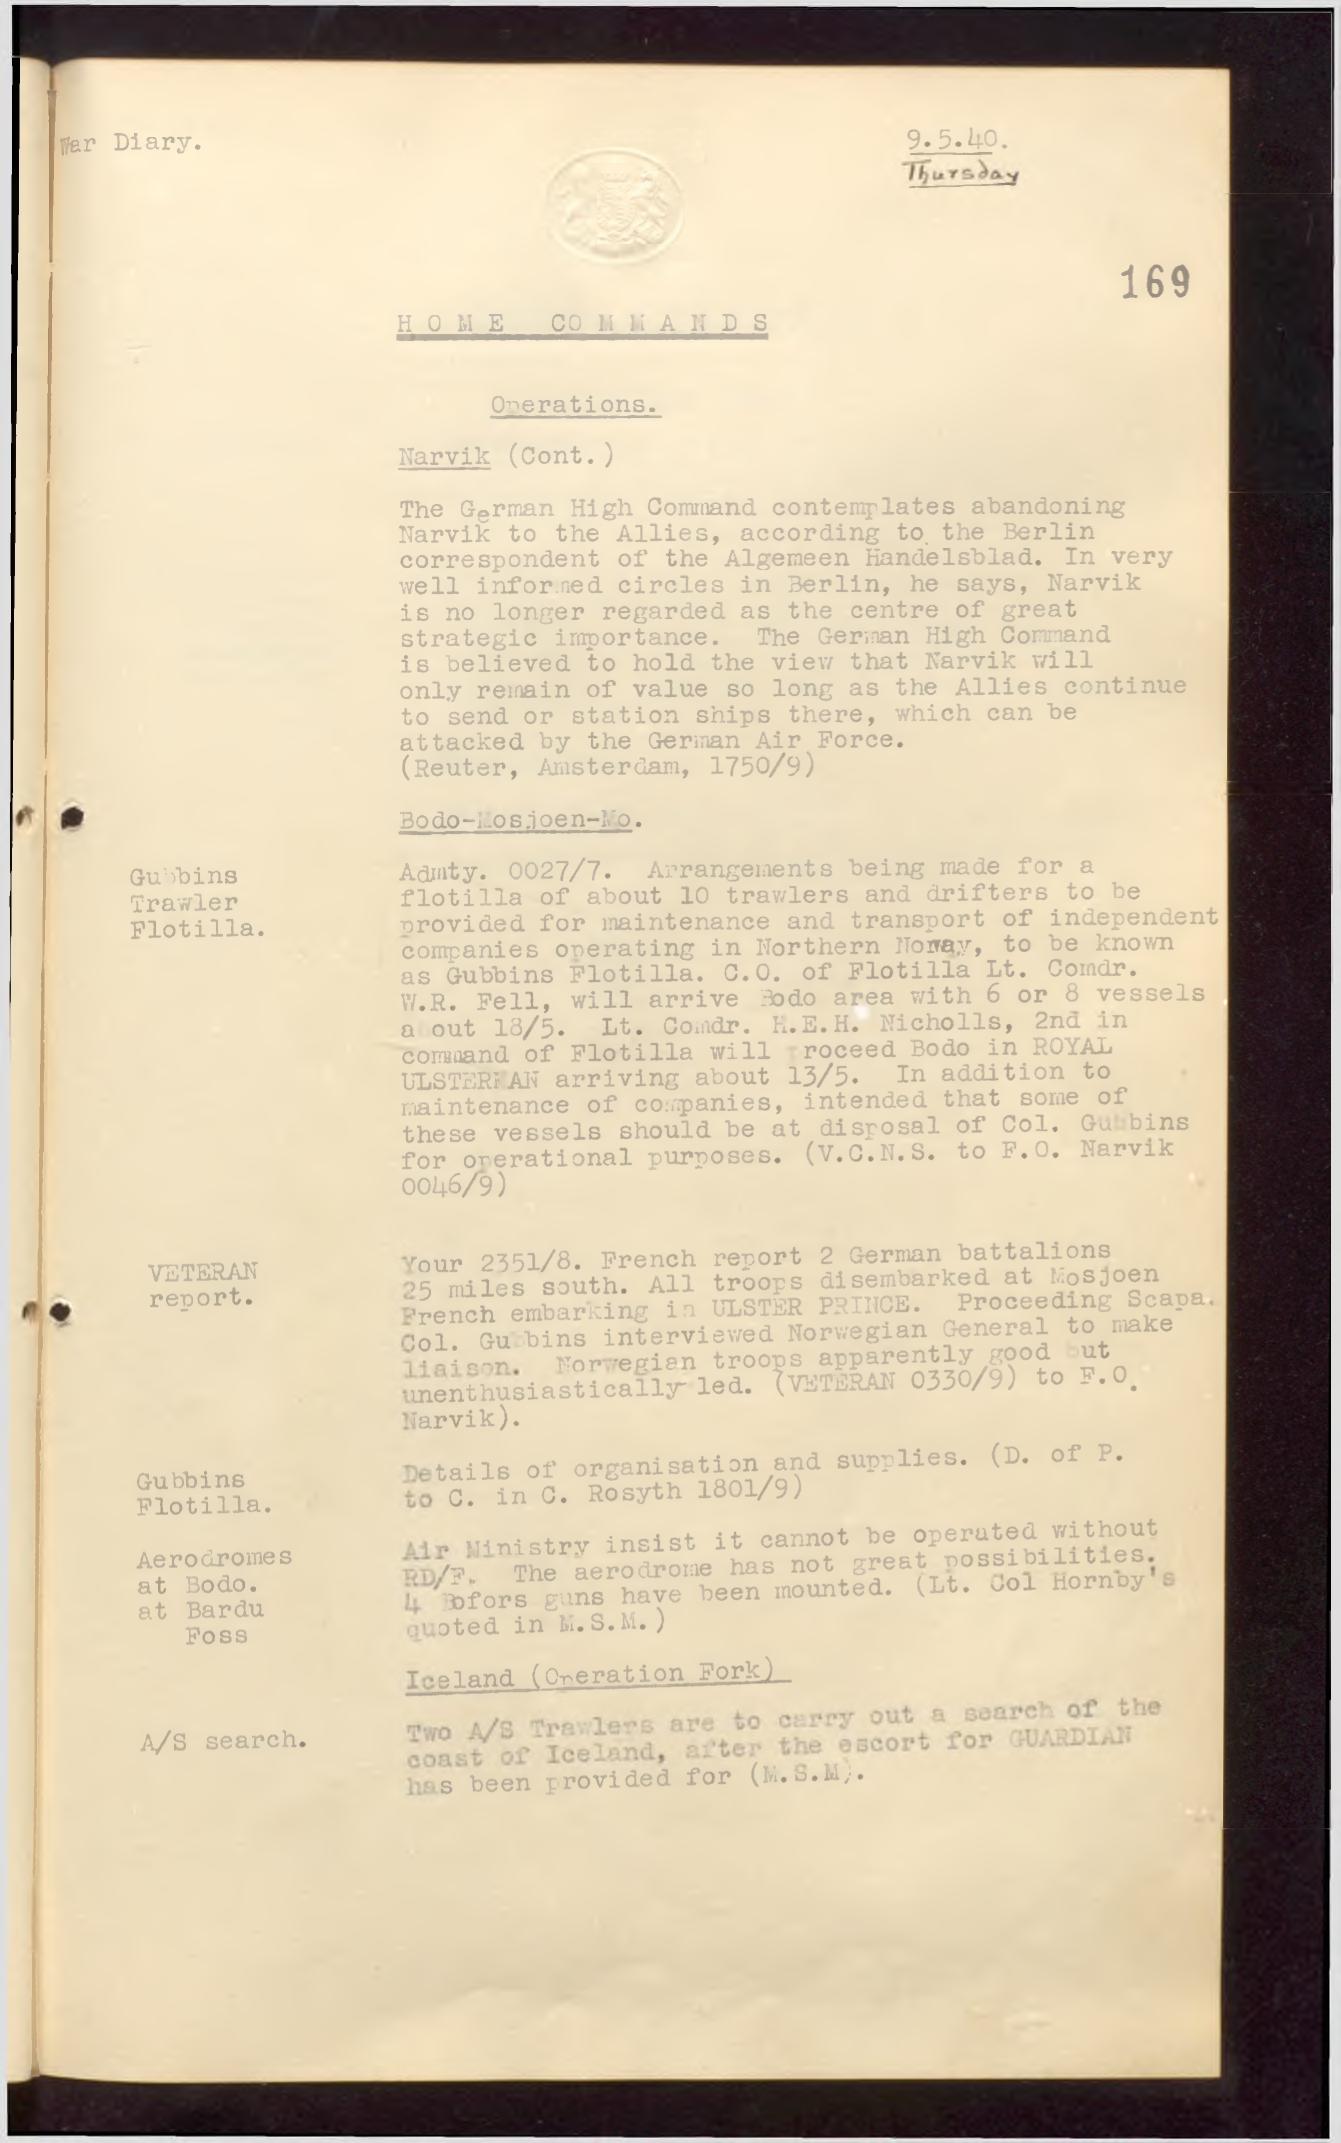 War Diary.
9.5.40.
Thursday
169
HOME COMMANDS
Operations.
Narvik (Cont.)
The German High Command contemplates abandoning
Narvik to the Allies, according to the Berlin
correspondent of the Algemeen Handelsblad. In very
well informed circles in Berlin, he says, Narvik
is no longer regarded as the centre of great
strategic importance. The German High Command
is believed to hold the view that Narvik will
only remain of value so long as the Allies continue
to send or station ships there, which can be
attacked by the German Air Force.
(Reuter, Amsterdam, 1750/9)
Bodo-Mosjoen-Mo.
Gubbins
Trawler
Flotilla.
Admty. 0027/7. Arrangements being made for a
flotilla of about 10 trawlers and drifters to be
provided for maintenance and transport of independent
companies operating in Northern Norway, to be known
as Gubbins Flotilla. C.O. of Flotilla Lt. Comdr.
W.R. Fell, will arrive Bodo area with 6 or 8 vessels
about 18/5. Lt. Comdr. H.E.H. Nicholls, 2nd in
command of Flotilla will proceed Bodo in ROYAL
ULSTERMAN arriving about 13/5. In addition to
maintenance of companies, intended that some of
these vessels should be at disposal of Col. Gubbins
for operational purposes. (V.C.N.S. to F.O. Narvik
0046/9)
VETERAN
report.
Your 2351/8. French report 2 German battalions
25 miles south. All troops disembarked at Mosjoen
French embarking in ULSTER PRINCE. Proceeding Scapa.
Col. Gubbins interviewed Norwegian General to make
liaison. Norwegian troops apparently good but
unenthusiastically led. (VETERAN 0330/9) to F.O.
Narvik).
Gubbins
Flotilla.
Details of organisation and supplies. (D. of P.
to C. in C. Rosyth 1801/9)
Aerodromes
at Bodo.
at Bardu
Foss
Air Ministry insist it cannot be operated without
RD/F. The aerodrome has not great possibilities.
4 Bofors guns have been mounted. (Lt. Col Hornby's
quoted in M.S.M.)
Iceland (Operation Fork)
A/S search.
Two A/S Trawlers are to carry out a search of the
coast of Iceland, after the escort for GUARDIAN
has been provided for (M.S.M).